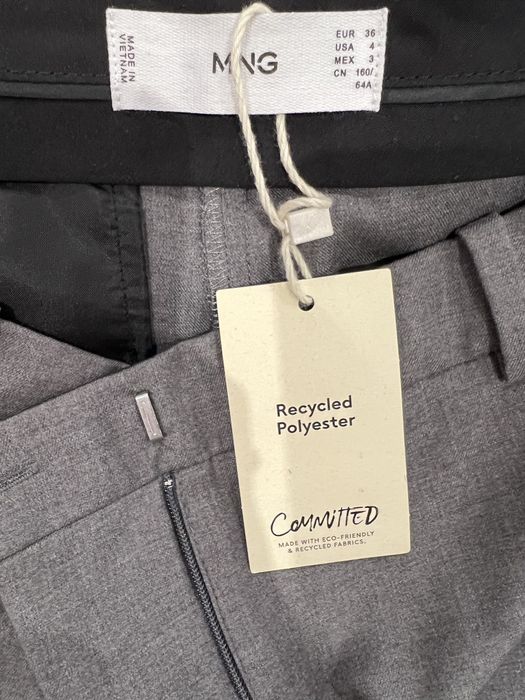 MADE IN
VIETNAM
MNG
EUR 36
USA 4
MEX 3
CN 160/
64A
Recycled
Polyester
COMMITTED
MADE WITH ECO-FRIENDLY
& RECYCLED FABRICS.